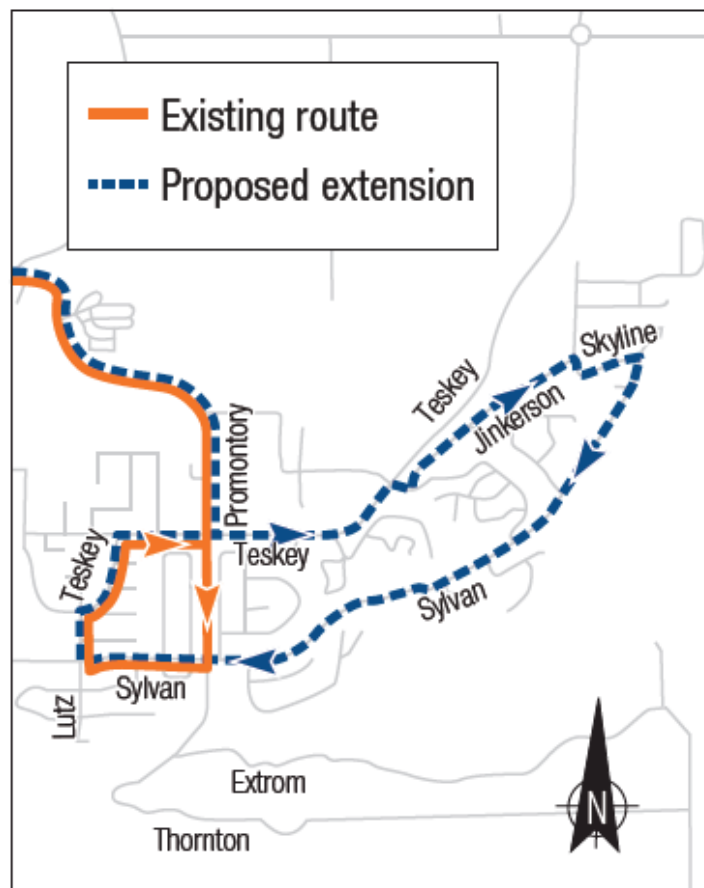 Existing route
Proposed extension
Skyline
Teskey
Jinkerson
Promontory
Teskey
Teskey
Sylvan
Sylvan
Lutz
Extrom
Thornton
N